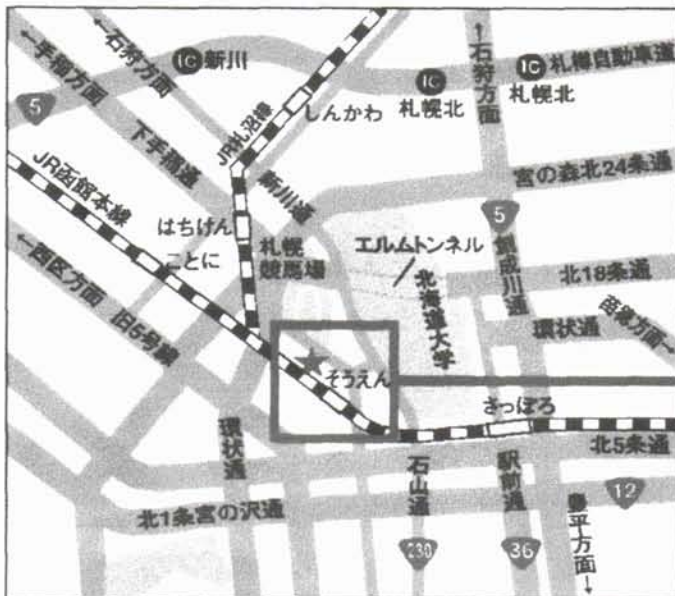 ←石狩方面
←手稲方面
IC 新川
5
下手稲通
JR札沼線
しんかわ
IC
札幌北
↑石狩方面
IC 札樽自動車道
札幌北
宮の森北24条通
JR函館本線
新川通
はちけん
ことに
札幌
競馬場
エルムトンネル
北海道大学
5
創成川通
北18条通
環状通
苗穂方面→
←西区方面
旧5号線
そうえん
さっぽろ
北5条通
環状通
北1条宮の沢通
石山通
230
駅前通
36
豊平方面→
12